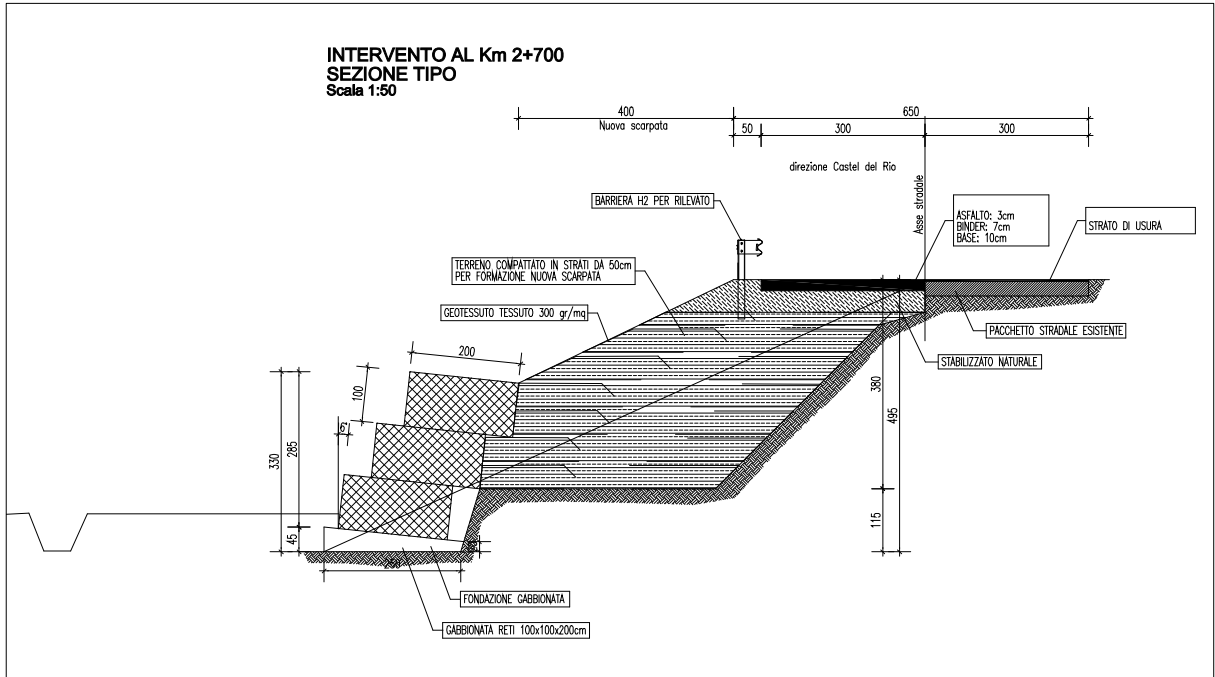 INTERVENTO AL Km 2+700
SEZIONE TIPO
Scala 1:50
400
Nuova scarpata
650
50
300
300
direzione Castel del Rio
Asse stradale
BARRIERA H2 PER RILEVATO
ASFALTO: 3cm
BINDER: 7cm
BASE: 10cm
STRATO DI USURA
TERRENO COMPATTATO IN STRATI DA 50cm
PER FORMAZIONE NUOVA SCARPATA
GEOTESSUTO TESSUTO 300 gr/mq
PACCHETTO STRADALE ESISTENTE
STABILIZZATO NATURALE
200
100
6°
330
285
45
380
495
115
FONDAZIONE GABBIONATA
GABBIONATA RETI 100x100x200cm